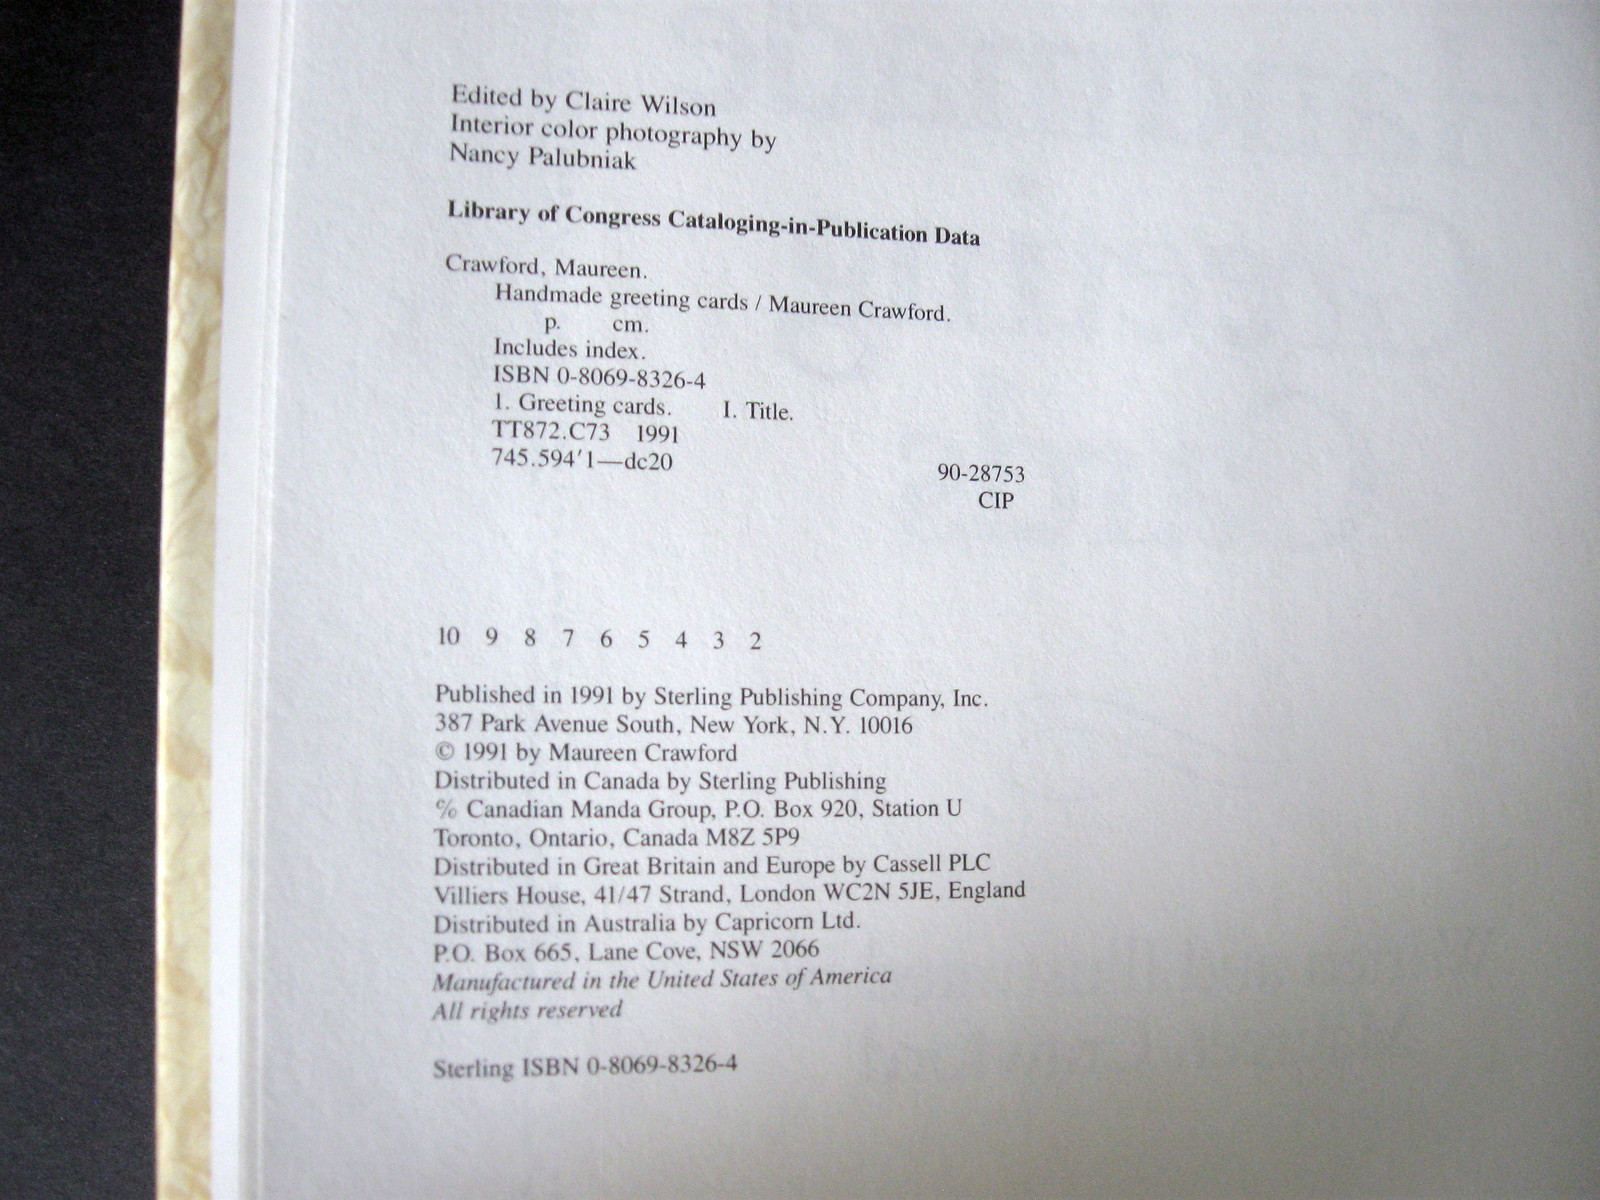 Edited by Claire Wilson
Interior color photography by
Nancy Palubniak
Library of Congress Cataloging-in-Publication Data
Crawford, Maureen.
Handmade greeting cards / Maureen Crawford.
p. cm.
Includes index.
ISBN 0-8069-8326-4
1. Greeting cards. I. Title.
TT872.C73 1991
745.594'1—dc20
90-28753
CIP
10 9 8 7 6 5 4 3 2
Published in 1991 by Sterling Publishing Company, Inc.
387 Park Avenue South, New York, N.Y. 10016
© 1991 by Maureen Crawford
Distributed in Canada by Sterling Publishing
℅ Canadian Manda Group, P.O. Box 920, Station U
Toronto, Ontario, Canada M8Z 5P9
Distributed in Great Britain and Europe by Cassell PLC
Villiers House, 41/47 Strand, London WC2N 5JE, England
Distributed in Australia by Capricorn Ltd.
P.O. Box 665, Lane Cove, NSW 2066
Manufactured in the United States of America
All rights reserved
Sterling ISBN 0-8069-8326-4